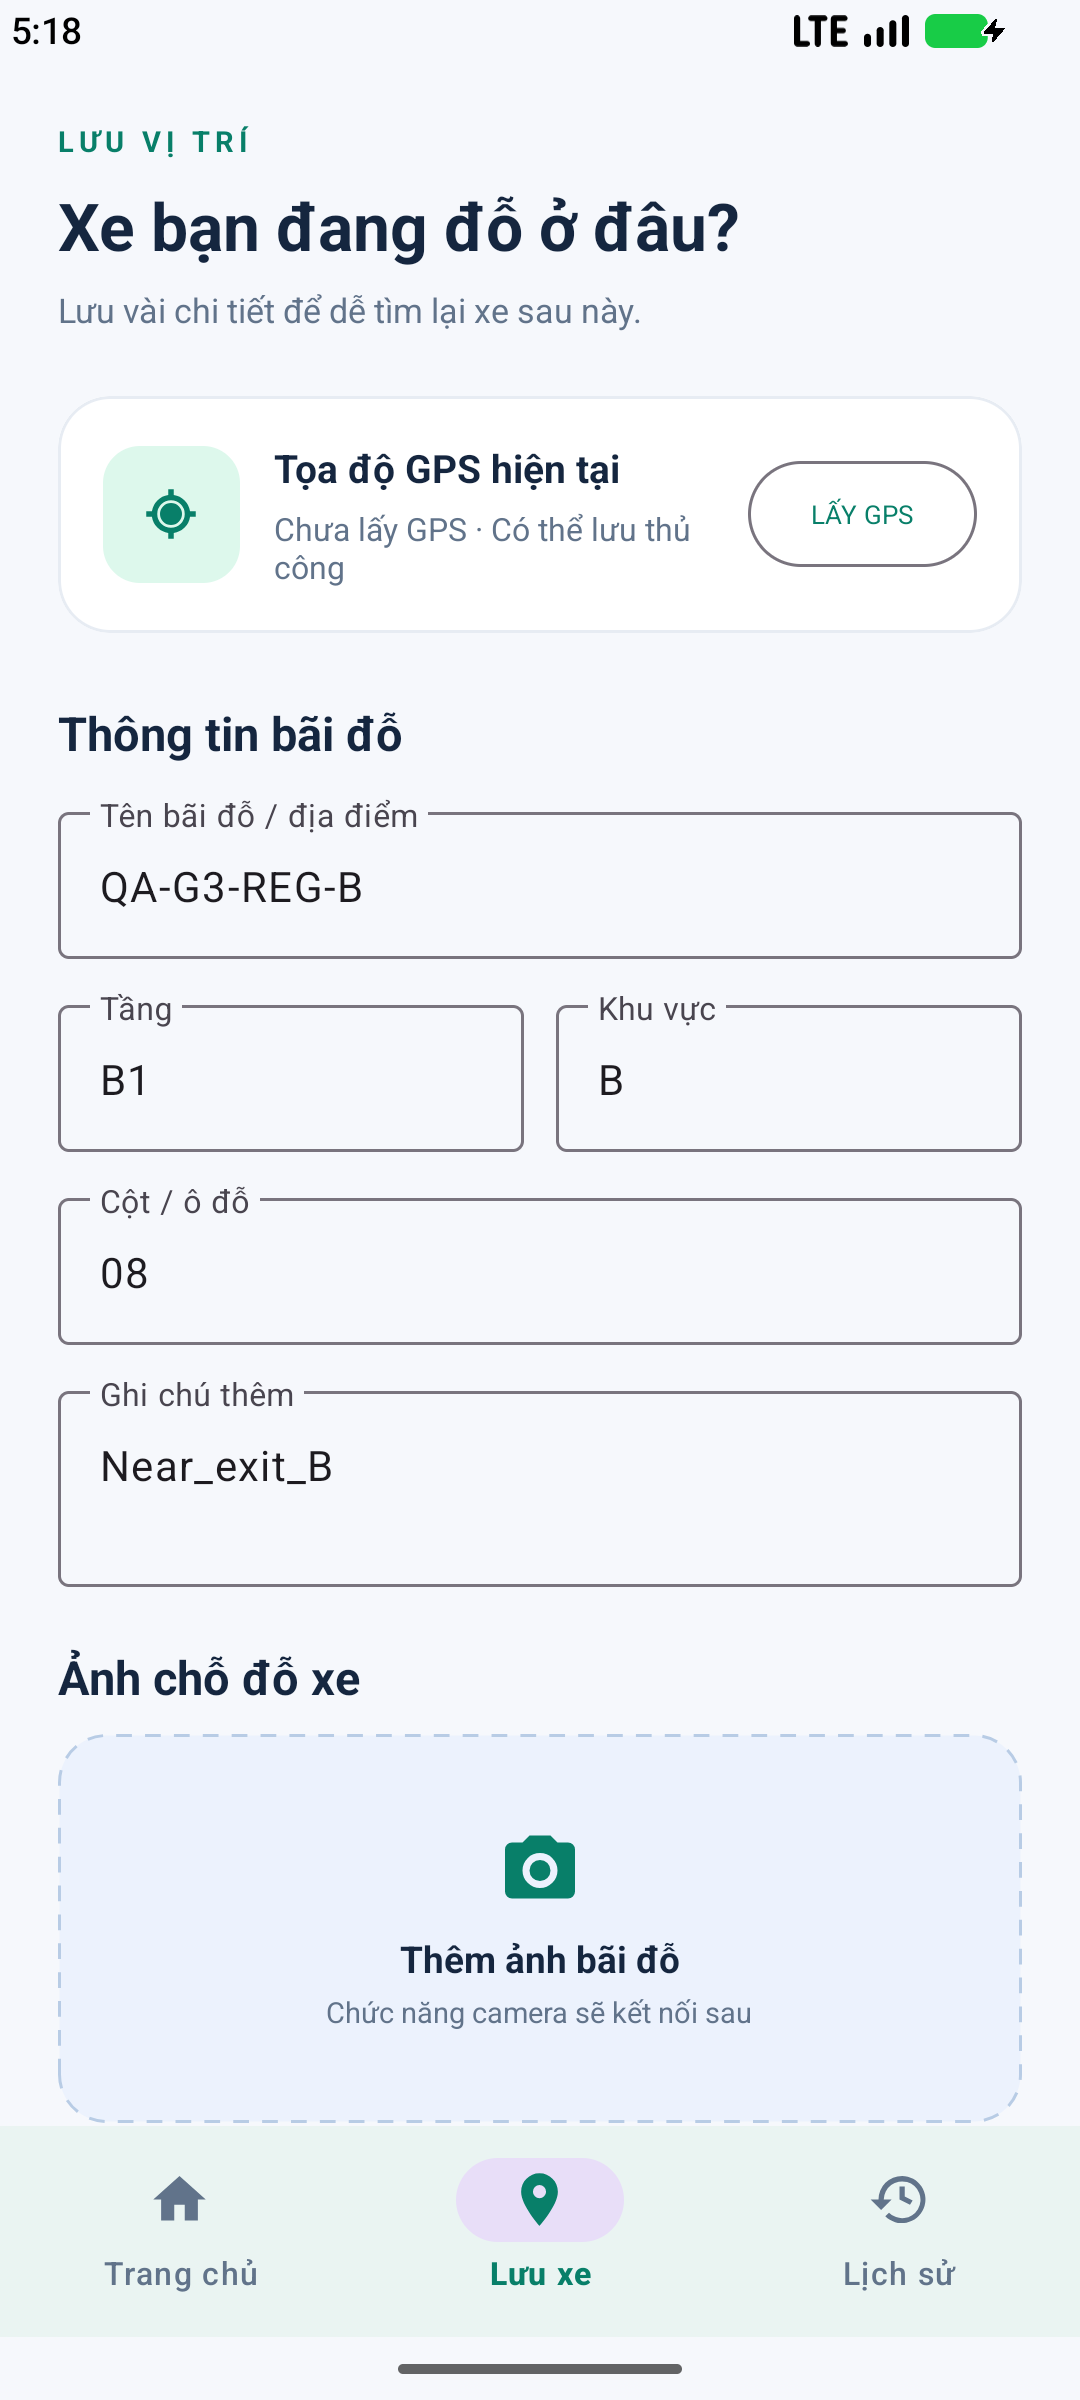 5:18
LTE
LƯU VỊ TRÍ
Xe bạn đang đỗ ở đâu?
Lưu vài chi tiết để dễ tìm lại xe sau này.
Tọa độ GPS hiện tại
Chưa lấy GPS · Có thể lưu thủ
công
LẤY GPS
Thông tin bãi đỗ
Tên bãi đỗ / địa điểm
QA-G3-REG-B
Tầng
B1
Khu vực
B
Cột / ô đỗ
08
Ghi chú thêm
Near_exit_B
Ảnh chỗ đỗ xe
Thêm ảnh bãi đỗ
Chức năng camera sẽ kết nối sau
Trang chủ
Lưu xe
Lịch sử